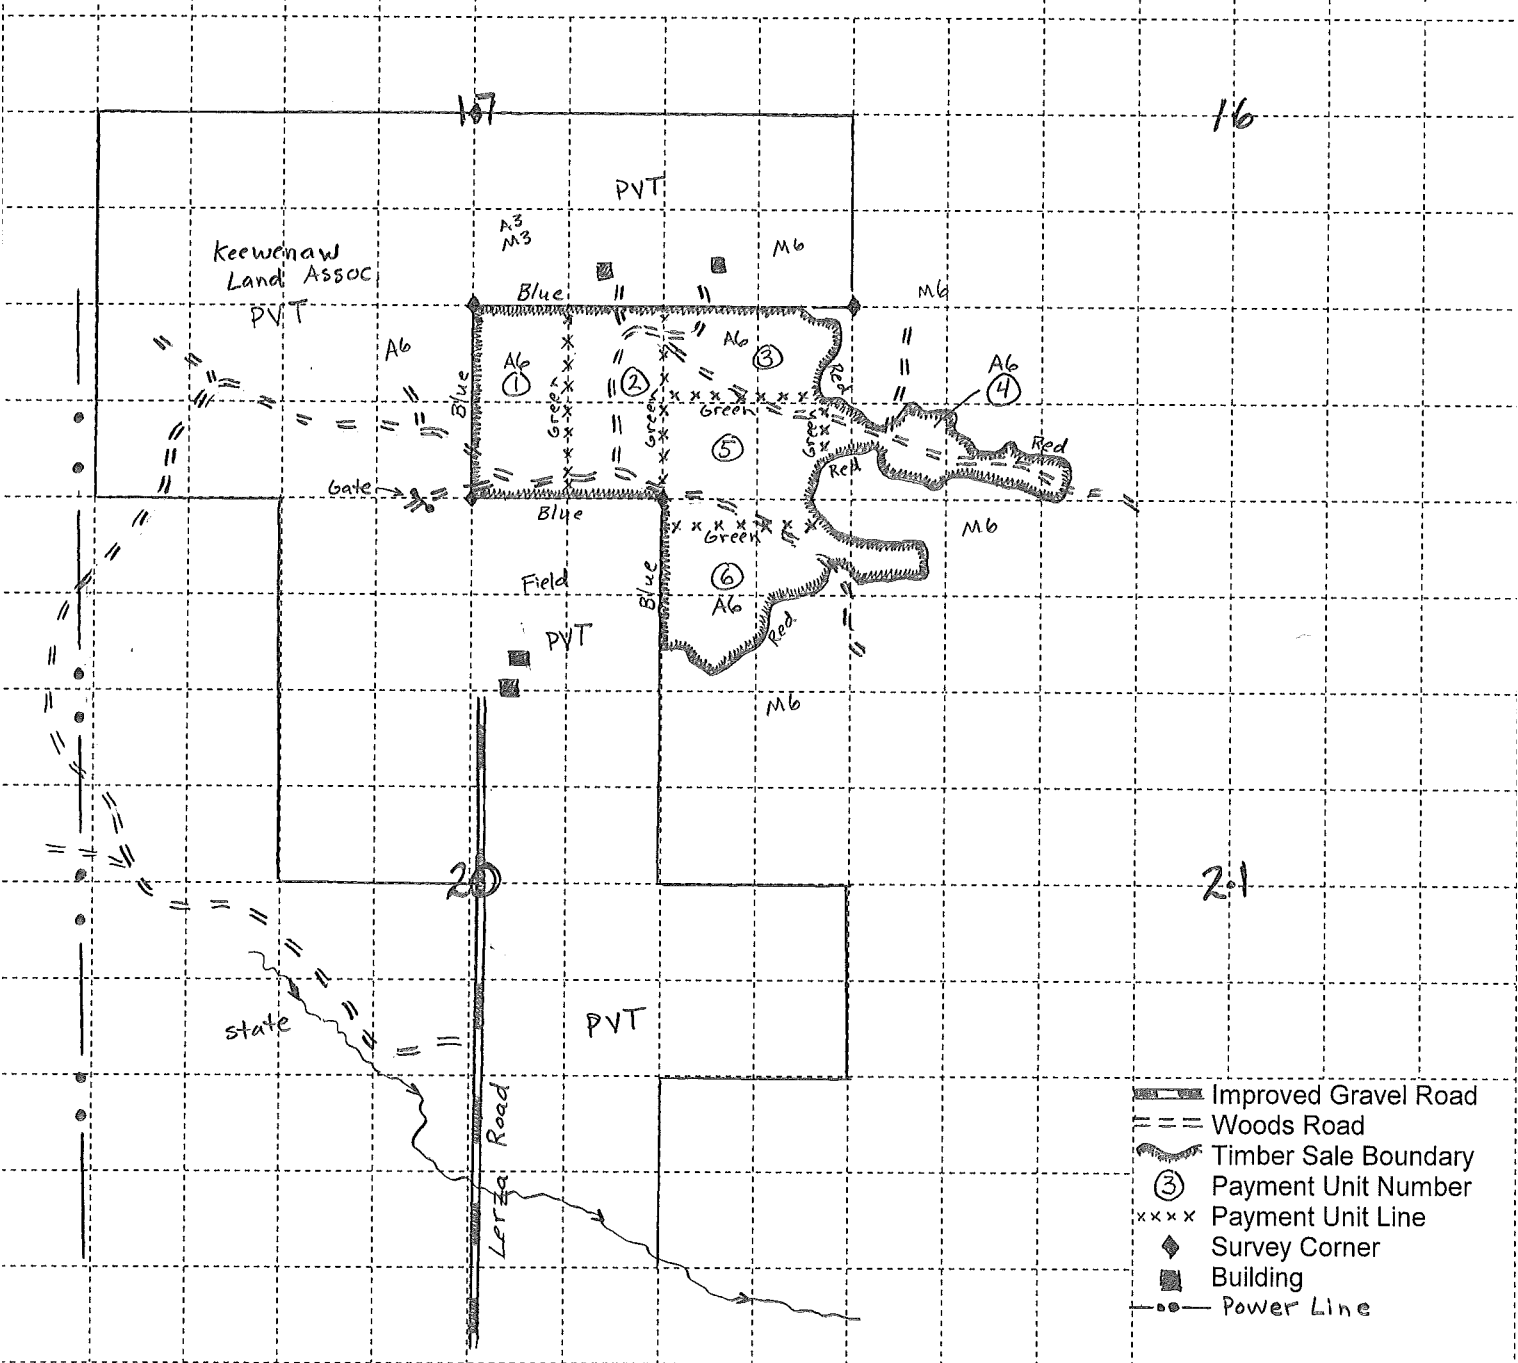 17
16
PVT
A3
M3
M6
Keewenaw
Land Assoc
PVT
Blue
M6
A6
A6
①
Blue
Green
②
Green
A6
③
Red
A6
④
Green
⑤
Green
Red
Red
Gate
Blue
Green
M6
Field
Blue
⑥
A6
Red
PVT
M6
20
21
State
PVT
Lerza Road
Improved Gravel Road
Woods Road
Timber Sale Boundary
③ Payment Unit Number
×××× Payment Unit Line
Survey Corner
Building
Power Line